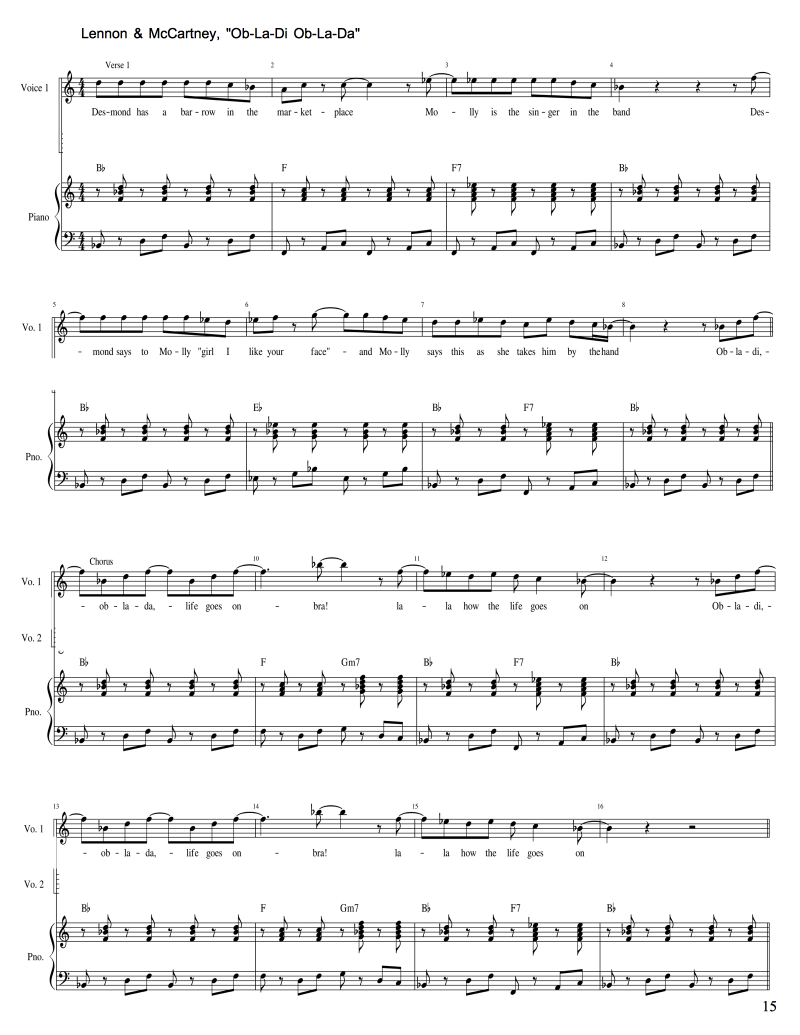 Lennon & McCartney, "Ob-La-Di Ob-La-Da"
Verse 1 2 3 4
Voice 1
Des-mond has a bar-row in the mar-ket-place Mo-lly is the sin-ger in the band Des-
B♭ F F7 B♭
Piano
5 6 7 8
Vo. 1
-mond says to Mo-lly "girl I like your face"- and Mo-lly says this as she takes him by the hand Ob-la-di,-
B♭ E♭ B♭ F7 B♭
Pno.
Chorus 10 11 12
Vo. 1
- ob-la-da,- life goes on- bra! la-la how the life goes on Ob-la-di,-
Vo. 2
B♭ F Gm7 B♭ F7 B♭
Pno.
13 14 15 16
Vo. 1
- ob-la-da,- life goes on- bra! la-la how the life goes on
Vo. 2
B♭ F Gm7 B♭ F7 B♭
Pno.
15